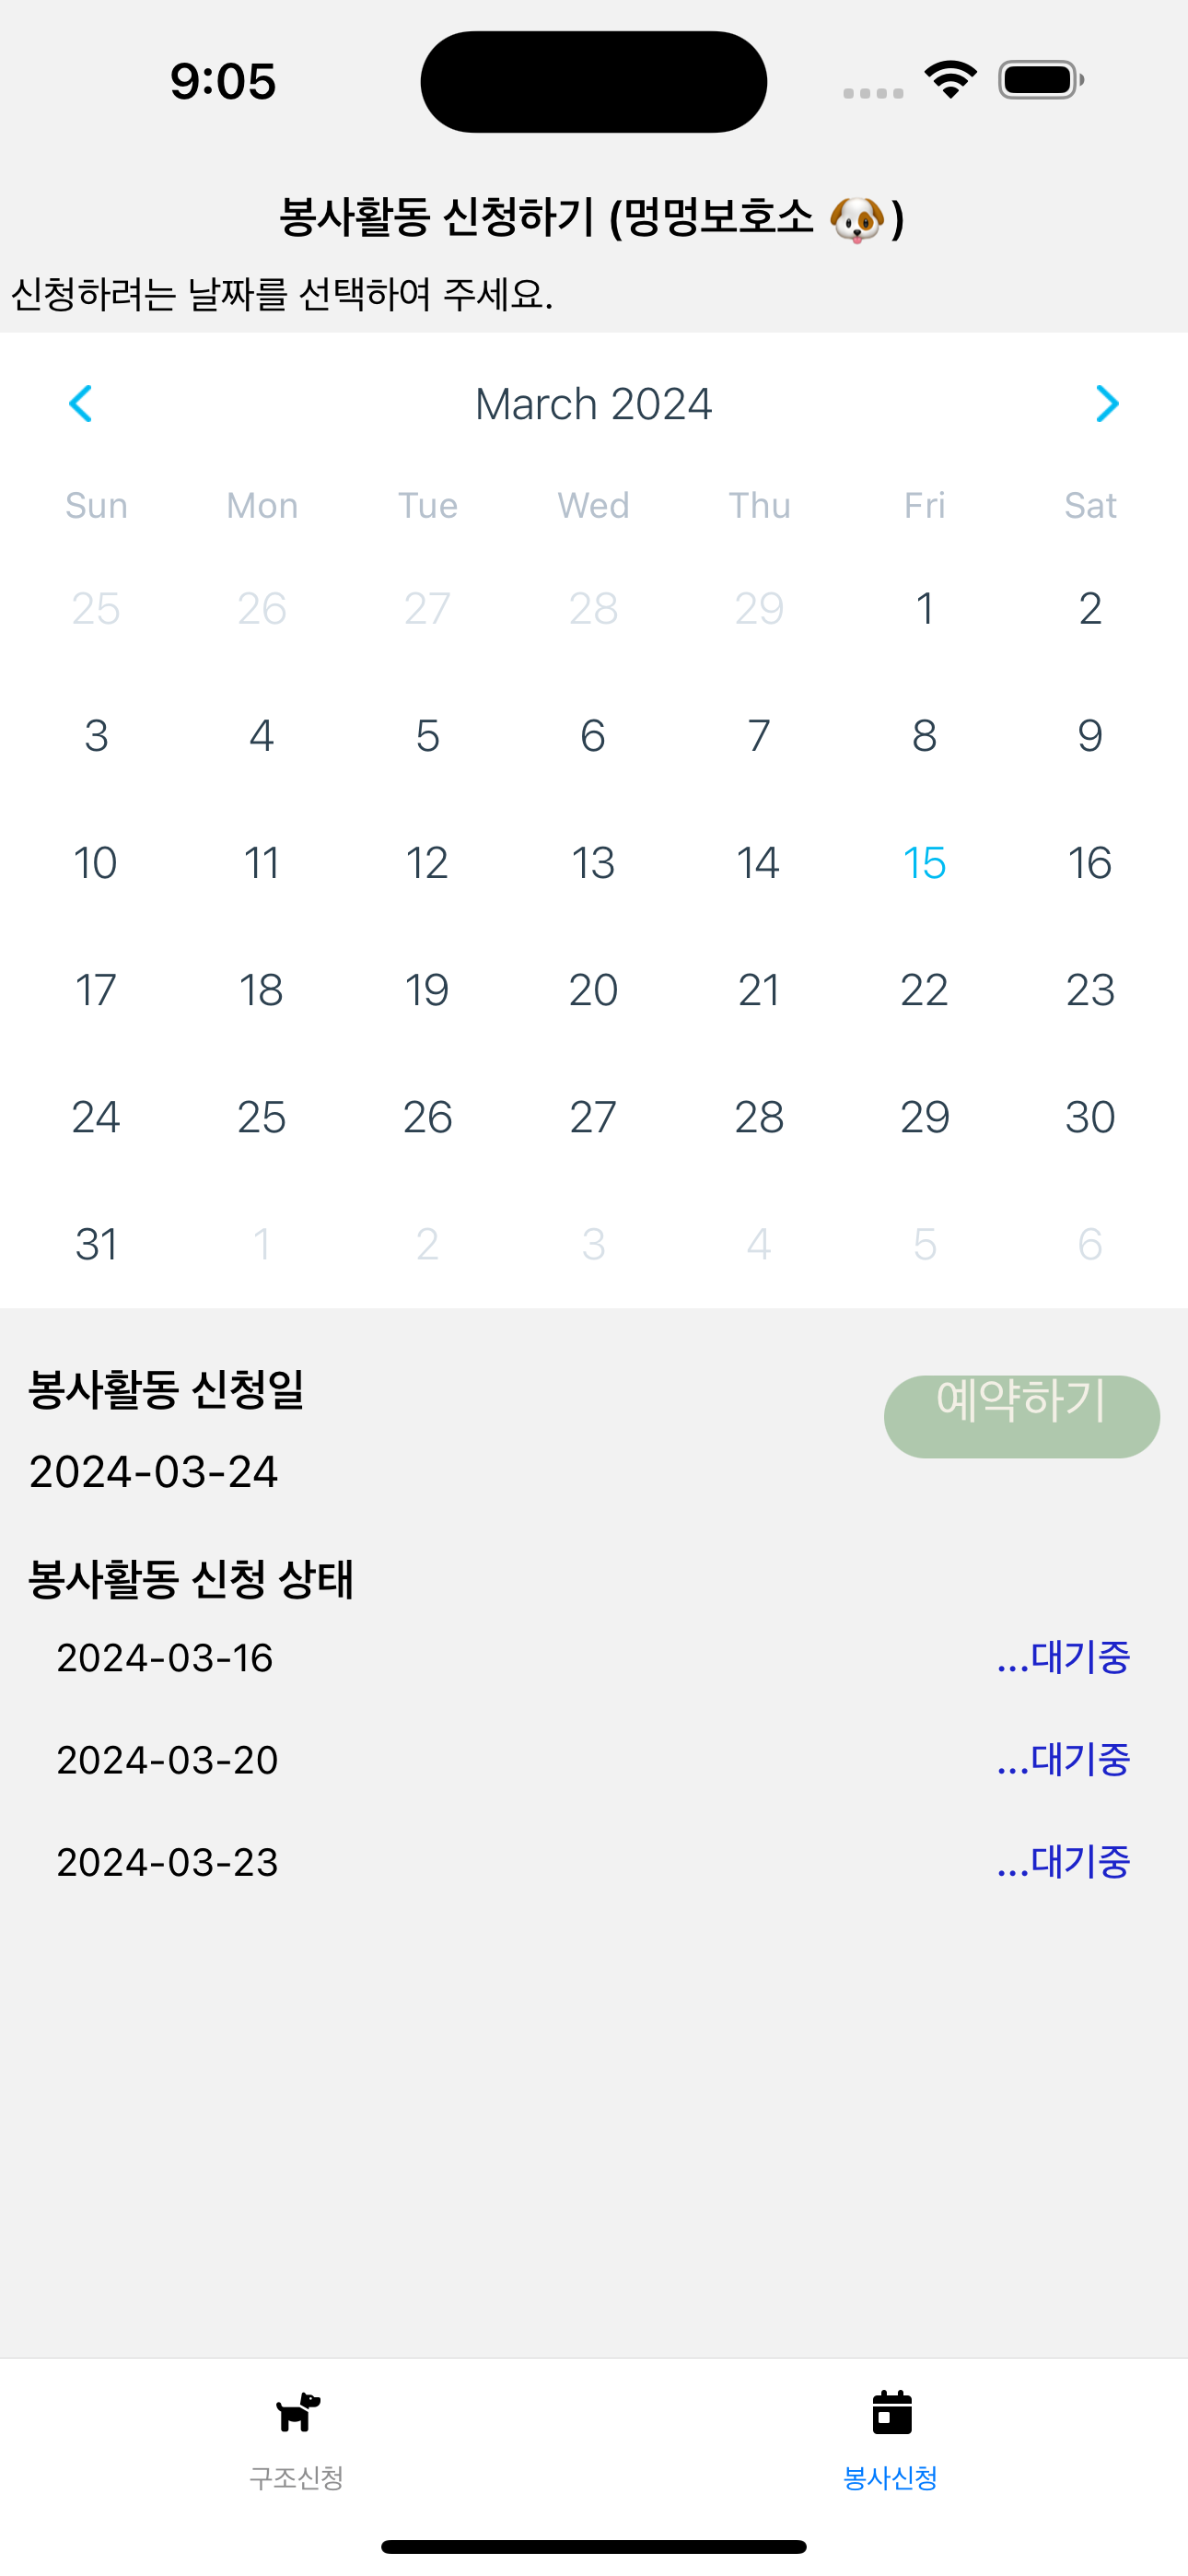 9:05
봉사활동 신청하기 (멍멍보호소 🐶)
신청하려는 날짜를 선택하여 주세요.
March 2024
Sun Mon Tue Wed Thu Fri Sat
25 26 27 28 29 1 2
3 4 5 6 7 8 9
10 11 12 13 14 15 16
17 18 19 20 21 22 23
24 25 26 27 28 29 30
31 1 2 3 4 5 6
봉사활동 신청일
예약하기
2024-03-24
봉사활동 신청 상태
2024-03-16 ...대기중
2024-03-20 ...대기중
2024-03-23 ...대기중
구조신청 봉사신청